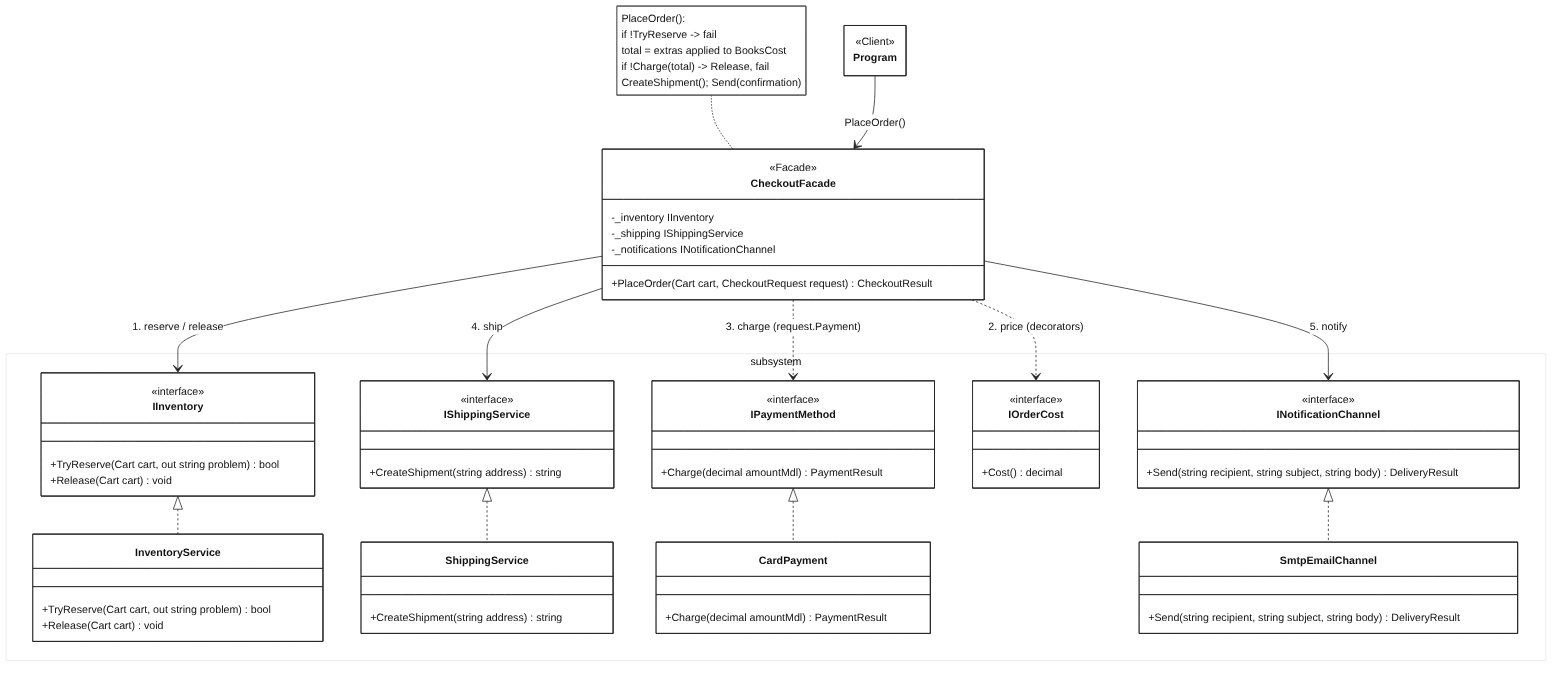 PlaceOrder():
if !TryReserve -> fail
total = extras applied to BooksCost
if !Charge(total) -> Release, fail
CreateShipment(); Send(confirmation)
«Client»
Program
PlaceOrder()
«Facade»
CheckoutFacade
-_inventory IInventory
-_shipping IShippingService
-_notifications INotificationChannel
+PlaceOrder(Cart cart, CheckoutRequest request) : CheckoutResult
1. reserve / release
4. ship
3. charge (request.Payment)
2. price (decorators)
5. notify
subsystem
«interface»
IInventory
+TryReserve(Cart cart, out string problem) : bool
+Release(Cart cart) : void
«interface»
IShippingService
+CreateShipment(string address) : string
«interface»
IPaymentMethod
+Charge(decimal amountMdl) : PaymentResult
«interface»
IOrderCost
+Cost() : decimal
«interface»
INotificationChannel
+Send(string recipient, string subject, string body) : DeliveryResult
InventoryService
+TryReserve(Cart cart, out string problem) : bool
+Release(Cart cart) : void
ShippingService
+CreateShipment(string address) : string
CardPayment
+Charge(decimal amountMdl) : PaymentResult
SmtpEmailChannel
+Send(string recipient, string subject, string body) : DeliveryResult